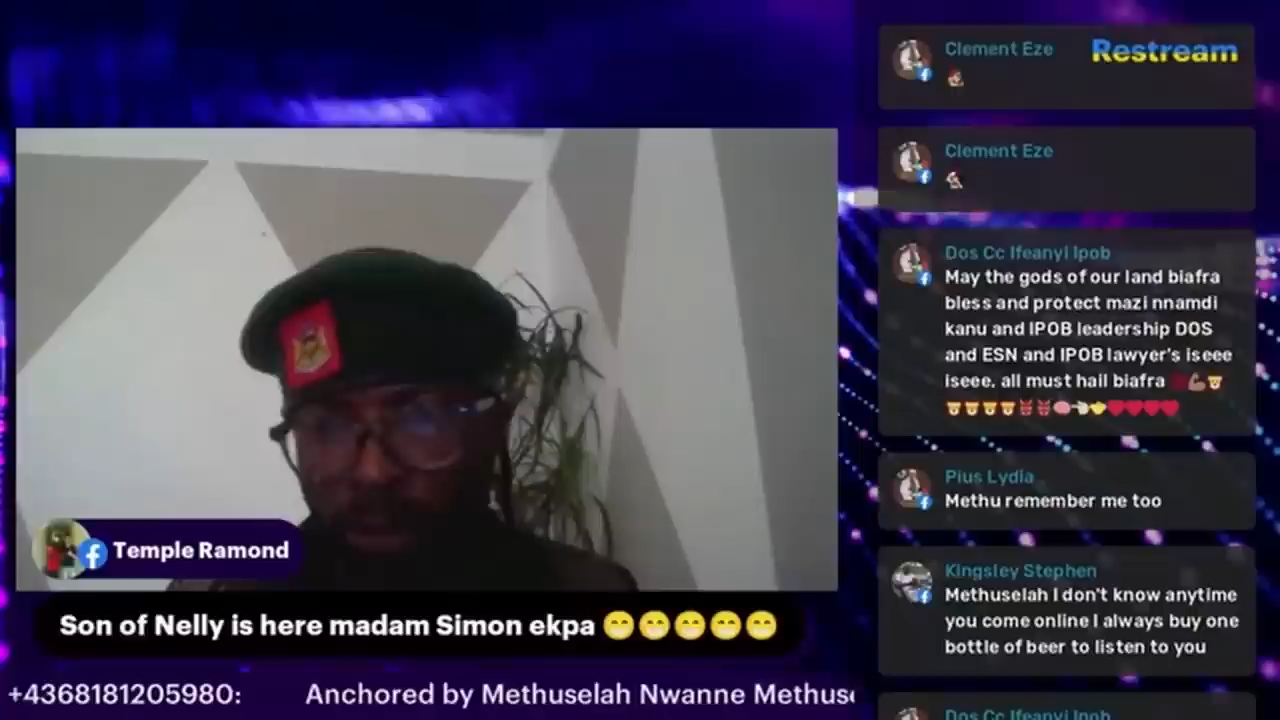 Clement Eze
Restream
Clement Eze
Dos Cc Ifeanyi Ipob
May the gods of our land biafra
bless and protect mazi nnamdi
kanu and IPOB leadership DOS
and ESN and IPOB lawyer's iseee
iseee. all must hail biafra
Pius Lydia
Methu remember me too
Kingsley Stephen
Methuselah I don't know anytime
you come online I always buy one
bottle of beer to listen to you
Dos Cc Ifeanyi Ipob
Temple Ramond
Son of Nelly is here madam Simon ekpa 😁😁😁😁😁
+4368181205980: Anchored by Methuselah Nwanne Methuse